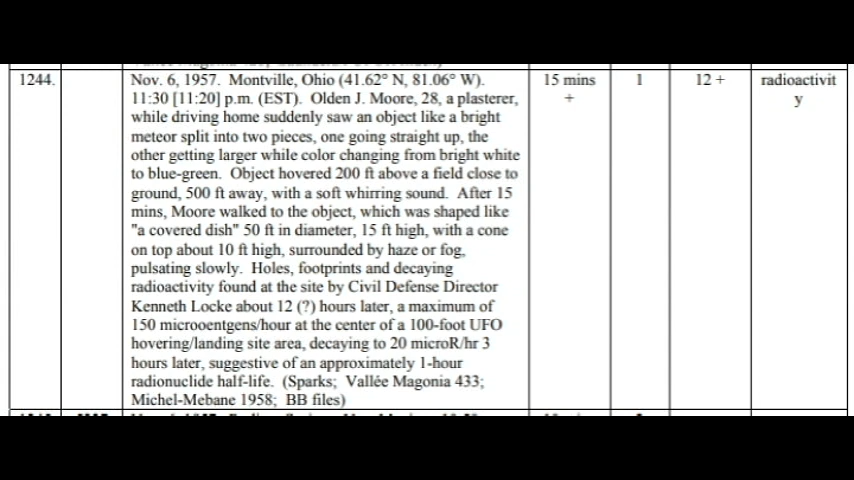 1244.
Nov. 6, 1957. Montville, Ohio (41.62° N, 81.06° W).
11:30 [11:20] p.m. (EST). Olden J. Moore, 28, a plasterer,
while driving home suddenly saw an object like a bright
meteor split into two pieces, one going straight up, the
other getting larger while color changing from bright white
to blue-green. Object hovered 200 ft above a field close to
ground, 500 ft away, with a soft whirring sound. After 15
mins, Moore walked to the object, which was shaped like
"a covered dish" 50 ft in diameter, 15 ft high, with a cone
on top about 10 ft high, surrounded by haze or fog,
pulsating slowly. Holes, footprints and decaying
radioactivity found at the site by Civil Defense Director
Kenneth Locke about 12 (?) hours later, a maximum of
150 microoentgens/hour at the center of a 100-foot UFO
hovering/landing site area, decaying to 20 microR/hr 3
hours later, suggestive of an approximately 1-hour
radionuclide half-life. (Sparks; Vallée Magonia 433;
Michel-Mebane 1958; BB files)
15 mins
+
1
12 +
radioactivit
y